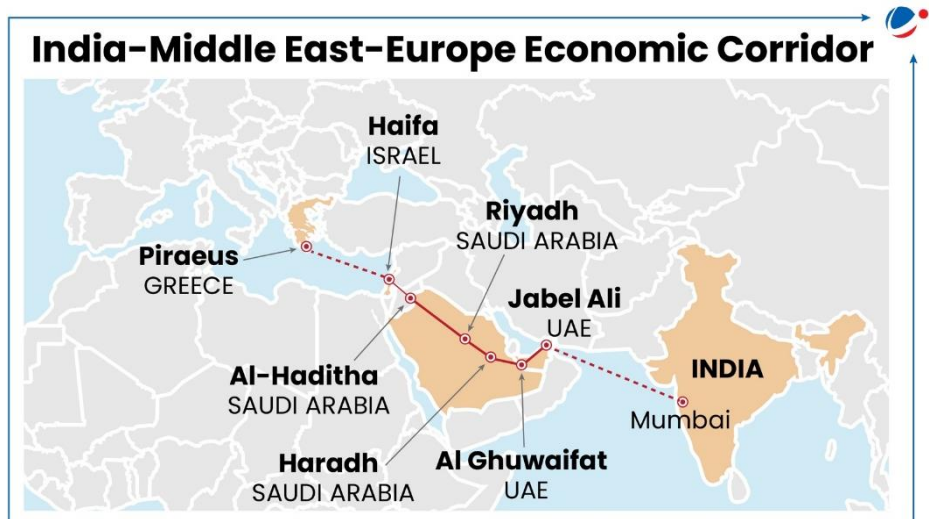 India-Middle East-Europe Economic Corridor
Haifa
ISRAEL
Riyadh
SAUDI ARABIA
Piraeus
GREECE
Jabel Ali
UAE
INDIA
Mumbai
Al-Haditha
SAUDI ARABIA
Haradh
SAUDI ARABIA
Al Ghuwaifat
UAE